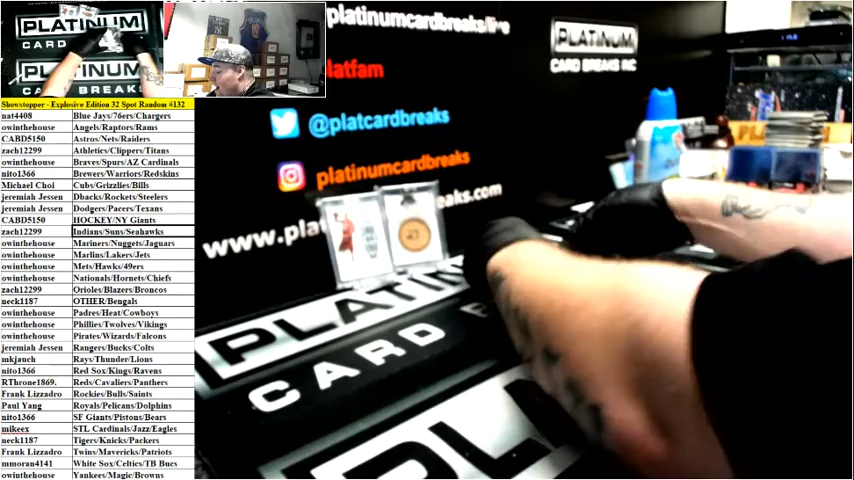 PLATINUM
CARD
PLATINUM
CARD BREAKS
Showstopper - Explosive Edition 32 Spot Random #132
nat4408 Blue Jays/76ers/Chargers
owinthehouse Angels/Raptors/Rams
CABD5150 Astros/Nets/Raiders
zach12299 Athletics/Clippers/Titans
owinthehouse Braves/Spurs/AZ Cardinals
nito1366 Brewers/Warriors/Redskins
Michael Choi Cubs/Grizzlies/Bills
jeremiah Jessen Dbacks/Rockets/Steelers
jeremiah Jessen Dodgers/Pacers/Texans
CABD5150 HOCKEY/NY Giants
zach12299 Indians/Suns/Seahawks
owinthehouse Mariners/Nuggets/Jaguars
owinthehouse Marlins/Lakers/Jets
owinthehouse Mets/Hawks/49ers
owinthehouse Nationals/Hornets/Chiefs
zach12299 Orioles/Blazers/Broncos
neck1187 OTHER/Bengals
owinthehouse Padres/Heat/Cowboys
owinthehouse Phillies/Twolves/Vikings
owinthehouse Pirates/Wizards/Falcons
jeremiah Jessen Rangers/Bucks/Colts
mkjauch Rays/Thunder/Lions
nito1366 Red Sox/Kings/Ravens
RThrone1869. Reds/Cavaliers/Panthers
Frank Lizzadro Rockies/Bulls/Saints
Paul Yang Royals/Pelicans/Dolphins
nito1366 SF Giants/Pistons/Bears
mikeex STL Cardinals/Jazz/Eagles
neck1187 Tigers/Knicks/Packers
Frank Lizzadro Twins/Mavericks/Patriots
mmoran4141 White Sox/Celtics/TB Bucs
owinthehouse Yankees/Magic/Browns
platinumcardbreaks/live
platfam
@platcardbreaks
platinumcardbreaks
www.plat
eaks.com
PLATINUM
CARD BREAKS
PLATIN
CARD
PL